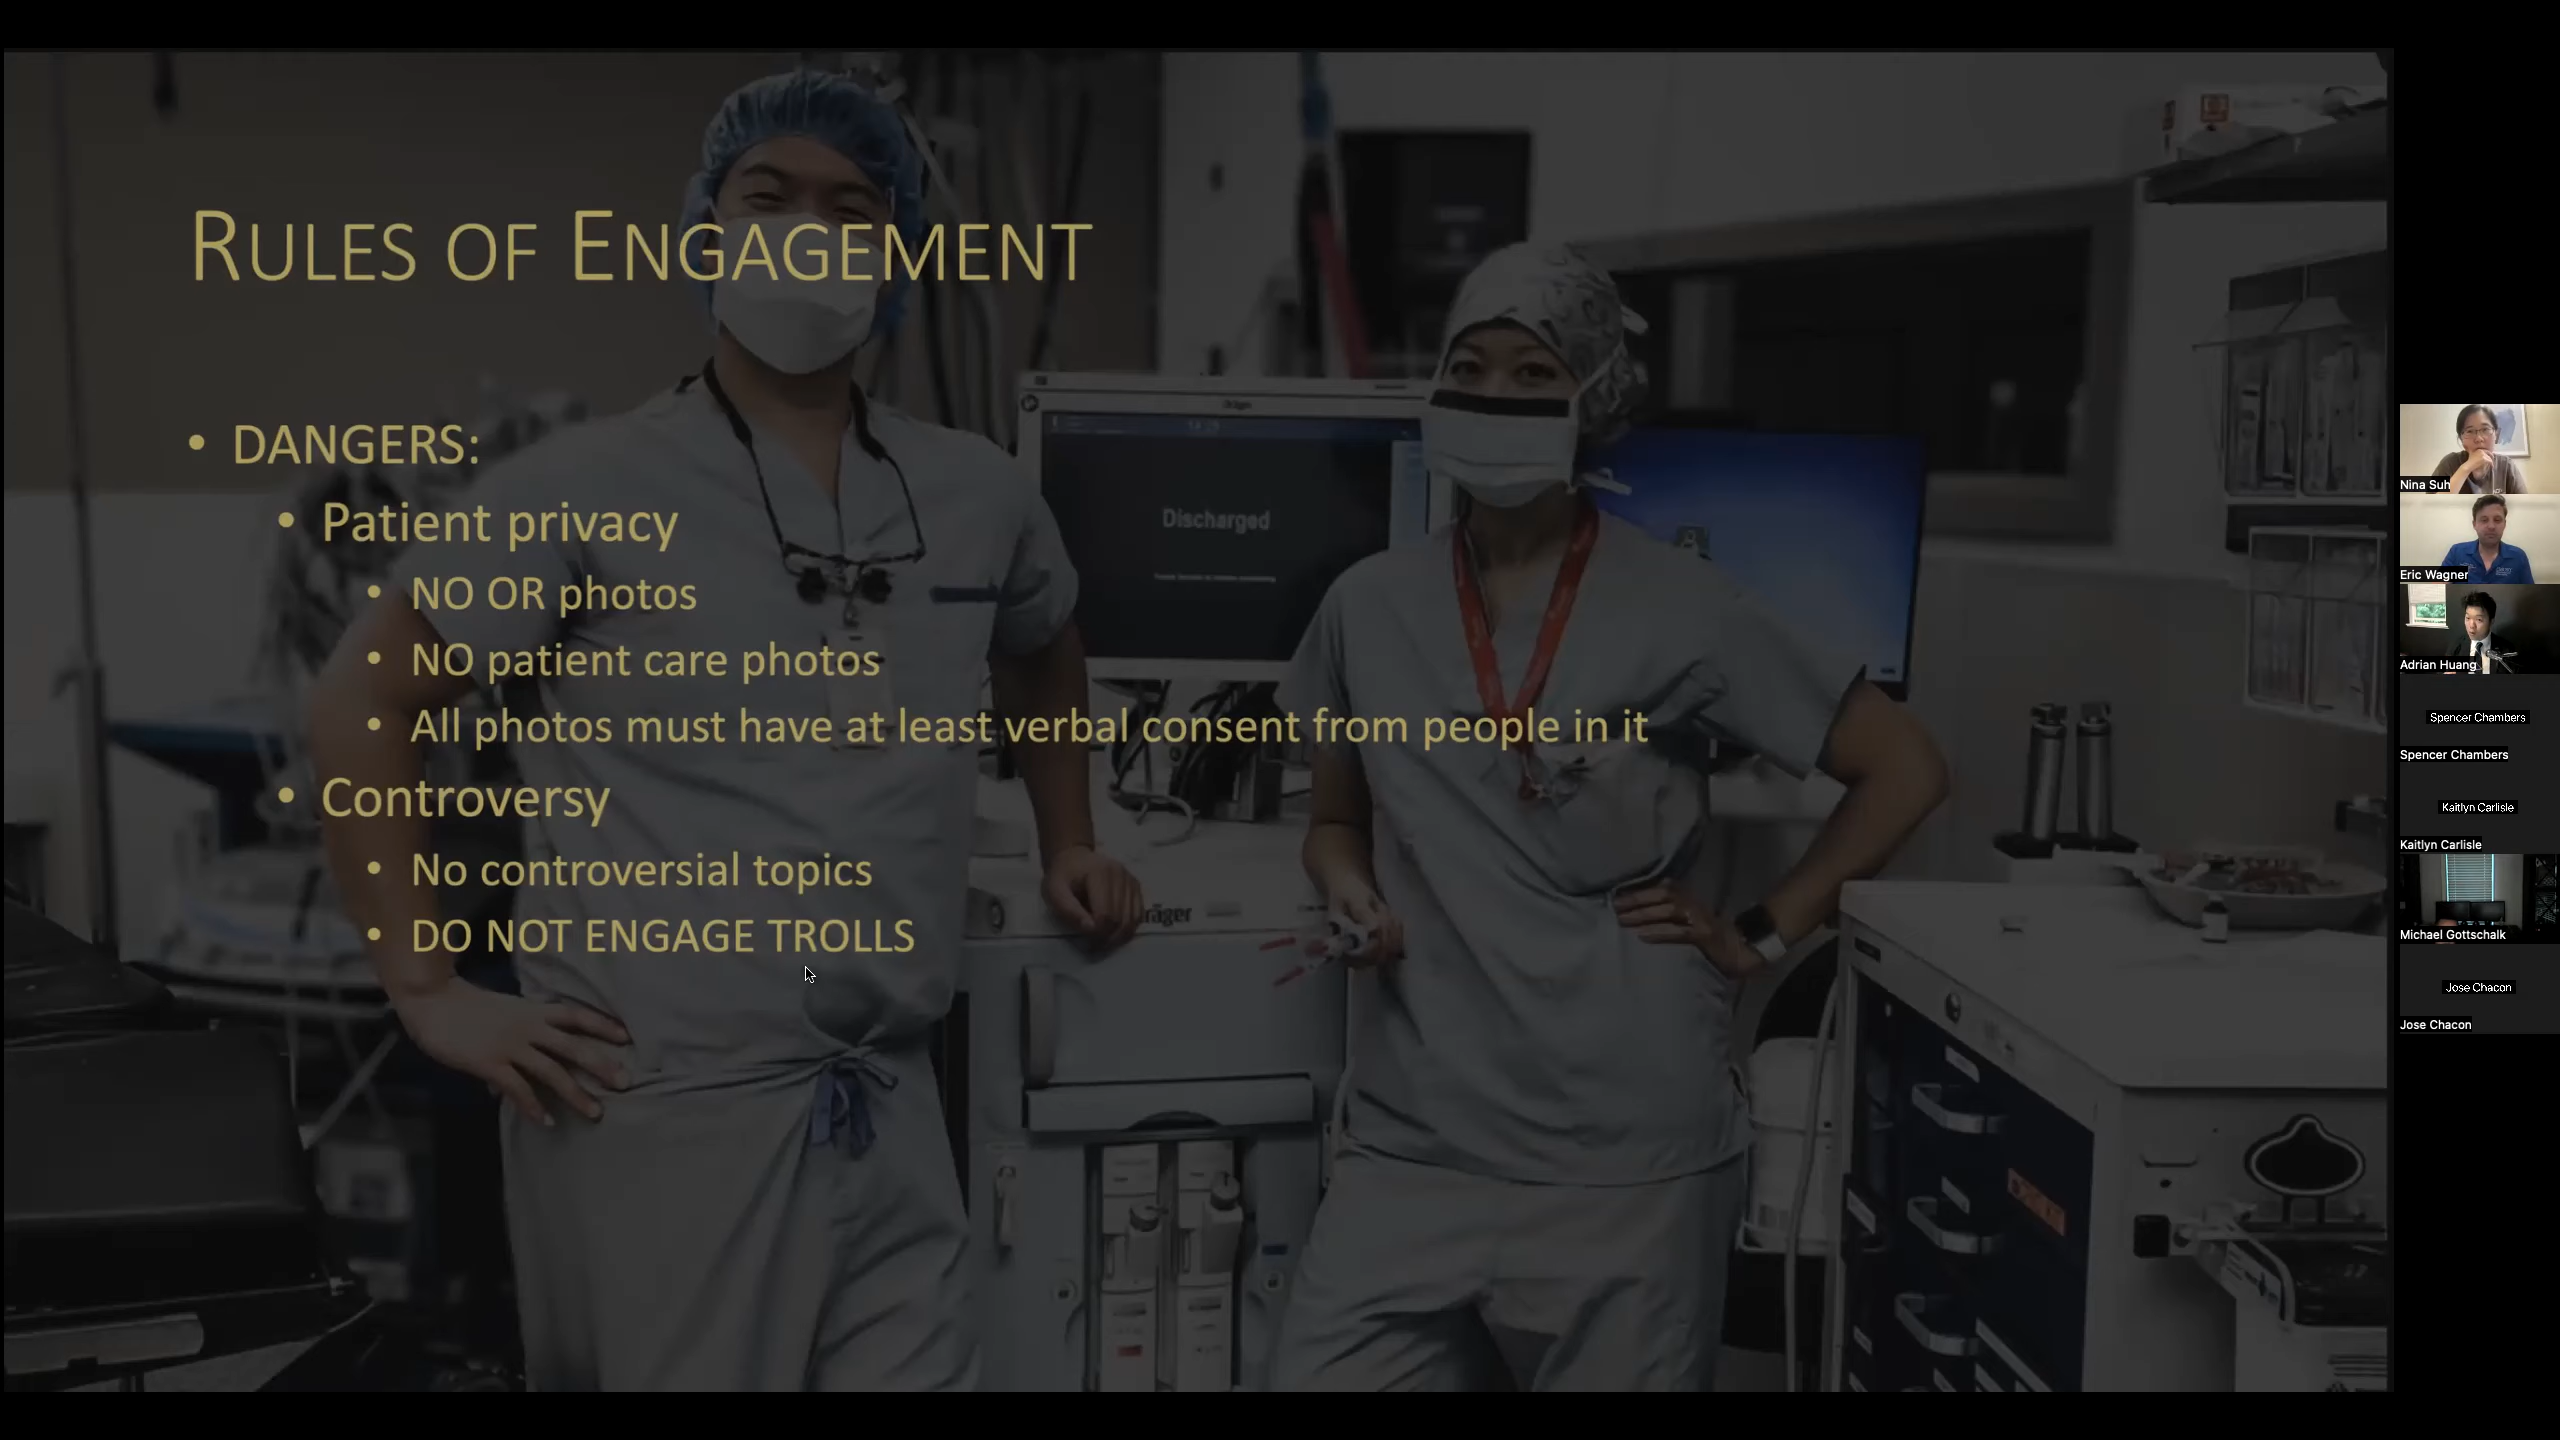 RULES OF ENGAGEMENT
• DANGERS:
• Patient privacy
• NO OR photos
• NO patient care photos
• All photos must have at least verbal consent from people in it
• Controversy
• No controversial topics
• DO NOT ENGAGE TROLLS
Discharged
Dräger
räger
Nina Suh
Eric Wagner
Adrian Huang
Spencer Chambers
Spencer Chambers
Kaitlyn Carlisle
Kaitlyn Carlisle
Michael Gottschalk
Jose Chacon
Jose Chacon